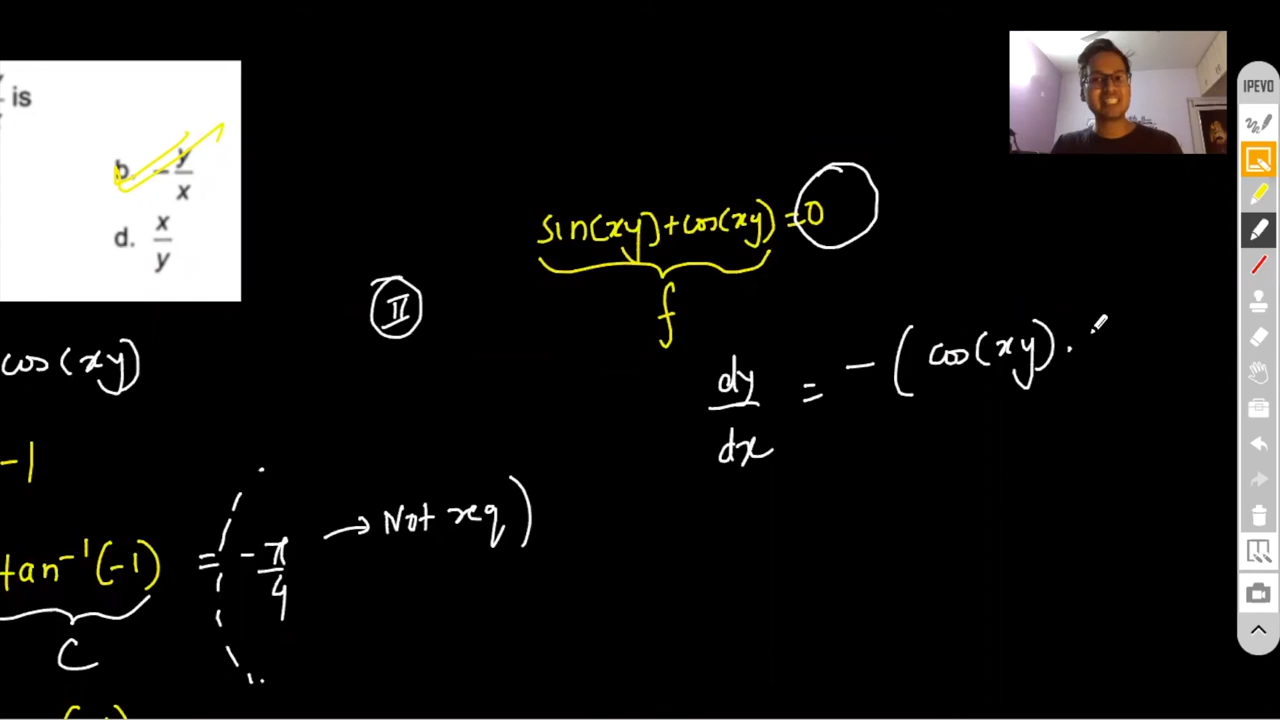 IPEVO
is
b. -y/x
d. x/y
sin(xy)+cos(xy)=0
f
II
cos(xy)
dy/dx = -(cos(xy).
-1
tan⁻¹(-1) = -π/4 → Not req)
C